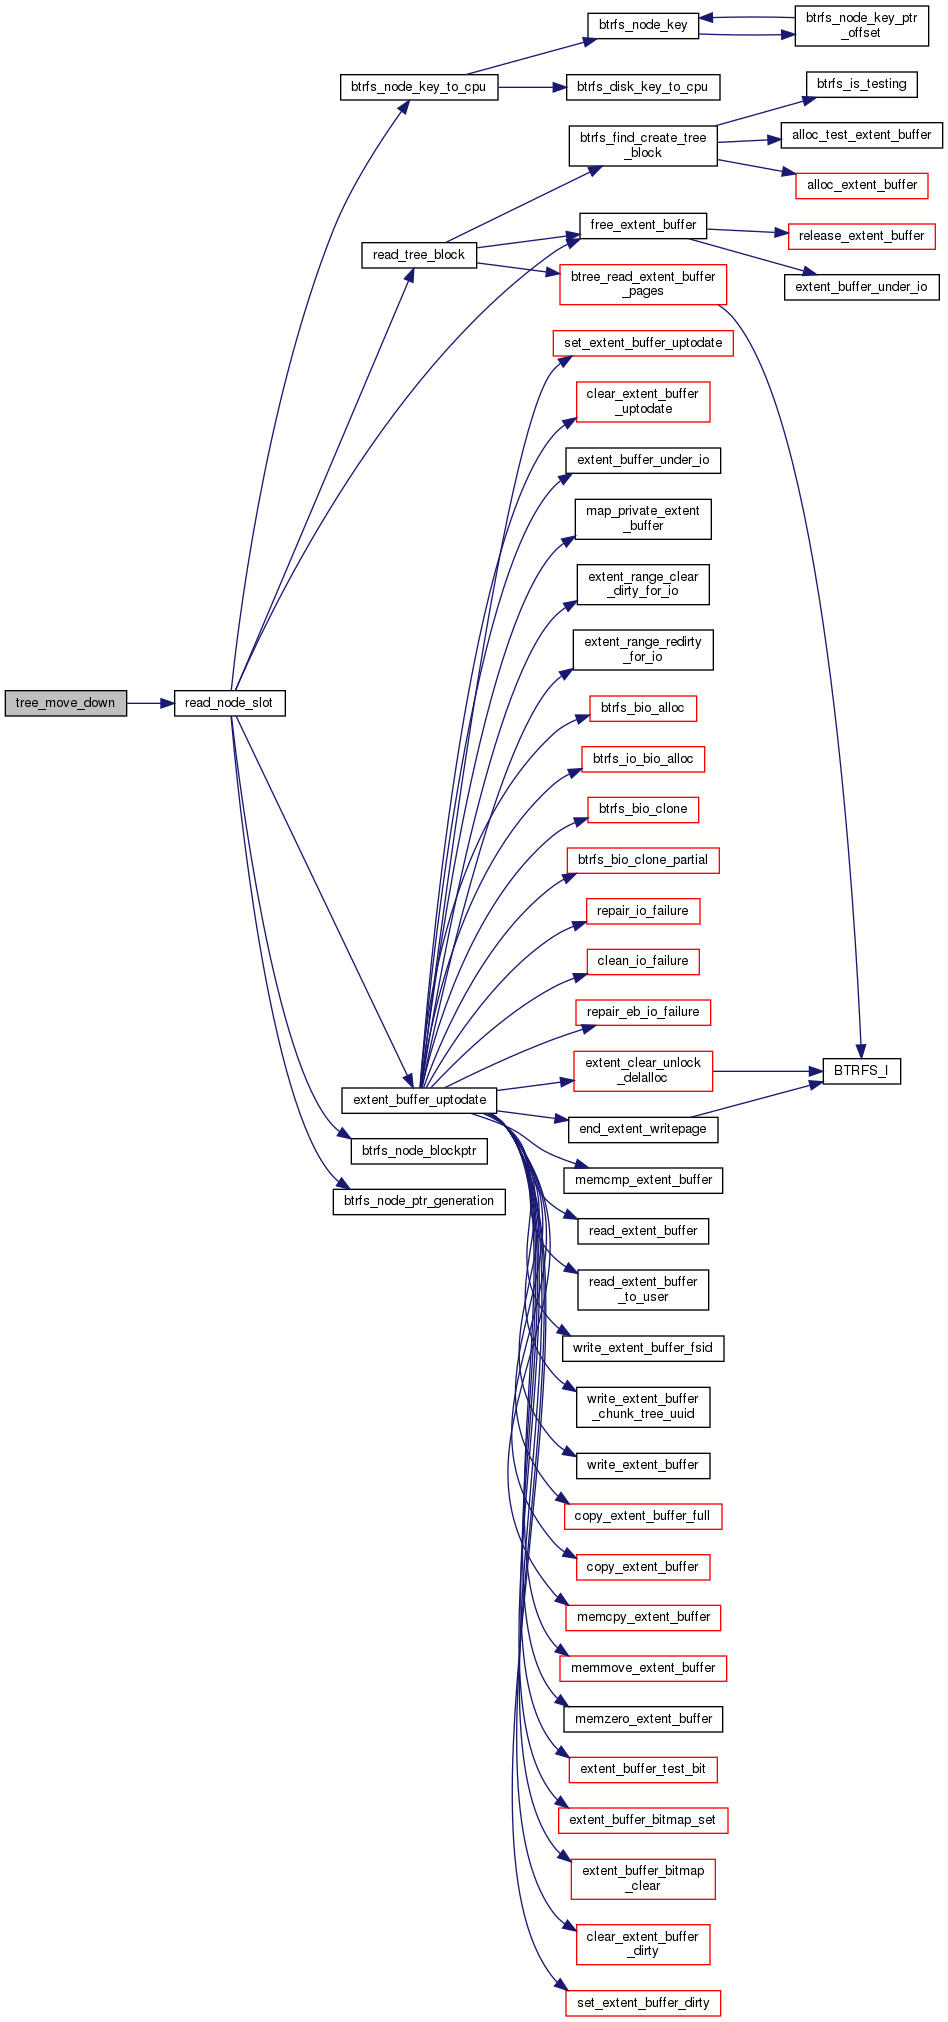 btrfs_node_key
btrfs_node_key_ptr
_offset
btrfs_node_key_to_cpu
btrfs_disk_key_to_cpu
btrfs_is_testing
btrfs_find_create_tree
_block
alloc_test_extent_buffer
alloc_extent_buffer
free_extent_buffer
release_extent_buffer
read_tree_block
btree_read_extent_buffer
_pages
extent_buffer_under_io
set_extent_buffer_uptodate
clear_extent_buffer
_uptodate
extent_buffer_under_io
map_private_extent
_buffer
extent_range_clear
_dirty_for_io
extent_range_redirty
_for_io
tree_move_down
read_node_slot
btrfs_bio_alloc
btrfs_io_bio_alloc
btrfs_bio_clone
btrfs_bio_clone_partial
repair_io_failure
clean_io_failure
repair_eb_io_failure
extent_clear_unlock
_delalloc
BTRFS_I
extent_buffer_uptodate
end_extent_writepage
btrfs_node_blockptr
memcmp_extent_buffer
btrfs_node_ptr_generation
read_extent_buffer
read_extent_buffer
_to_user
write_extent_buffer_fsid
write_extent_buffer
_chunk_tree_uuid
write_extent_buffer
copy_extent_buffer_full
copy_extent_buffer
memcpy_extent_buffer
memmove_extent_buffer
memzero_extent_buffer
extent_buffer_test_bit
extent_buffer_bitmap_set
extent_buffer_bitmap
_clear
clear_extent_buffer
_dirty
set_extent_buffer_dirty